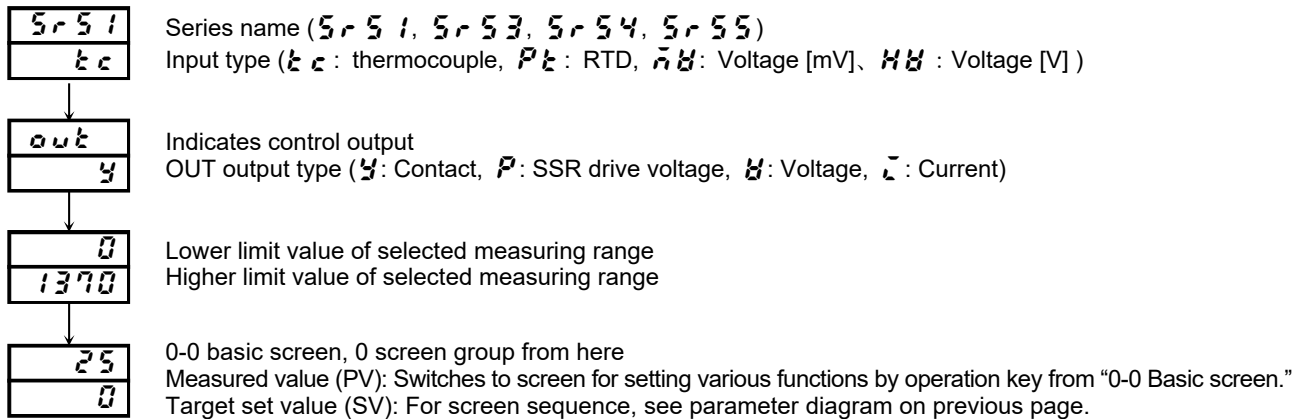 SrS1 Series name (SrS1, SrS3, SrS4, SrS5)
tc Input type (tc : thermocouple, Pt : RTD, mV: Voltage [mV]、 HV : Voltage [V] )
out Indicates control output
Y OUT output type (Y: Contact, P: SSR drive voltage, V: Voltage, i : Current)
0 Lower limit value of selected measuring range
1370 Higher limit value of selected measuring range
25 0-0 basic screen, 0 screen group from here
Measured value (PV): Switches to screen for setting various functions by operation key from “0-0 Basic screen.”
0 Target set value (SV): For screen sequence, see parameter diagram on previous page.